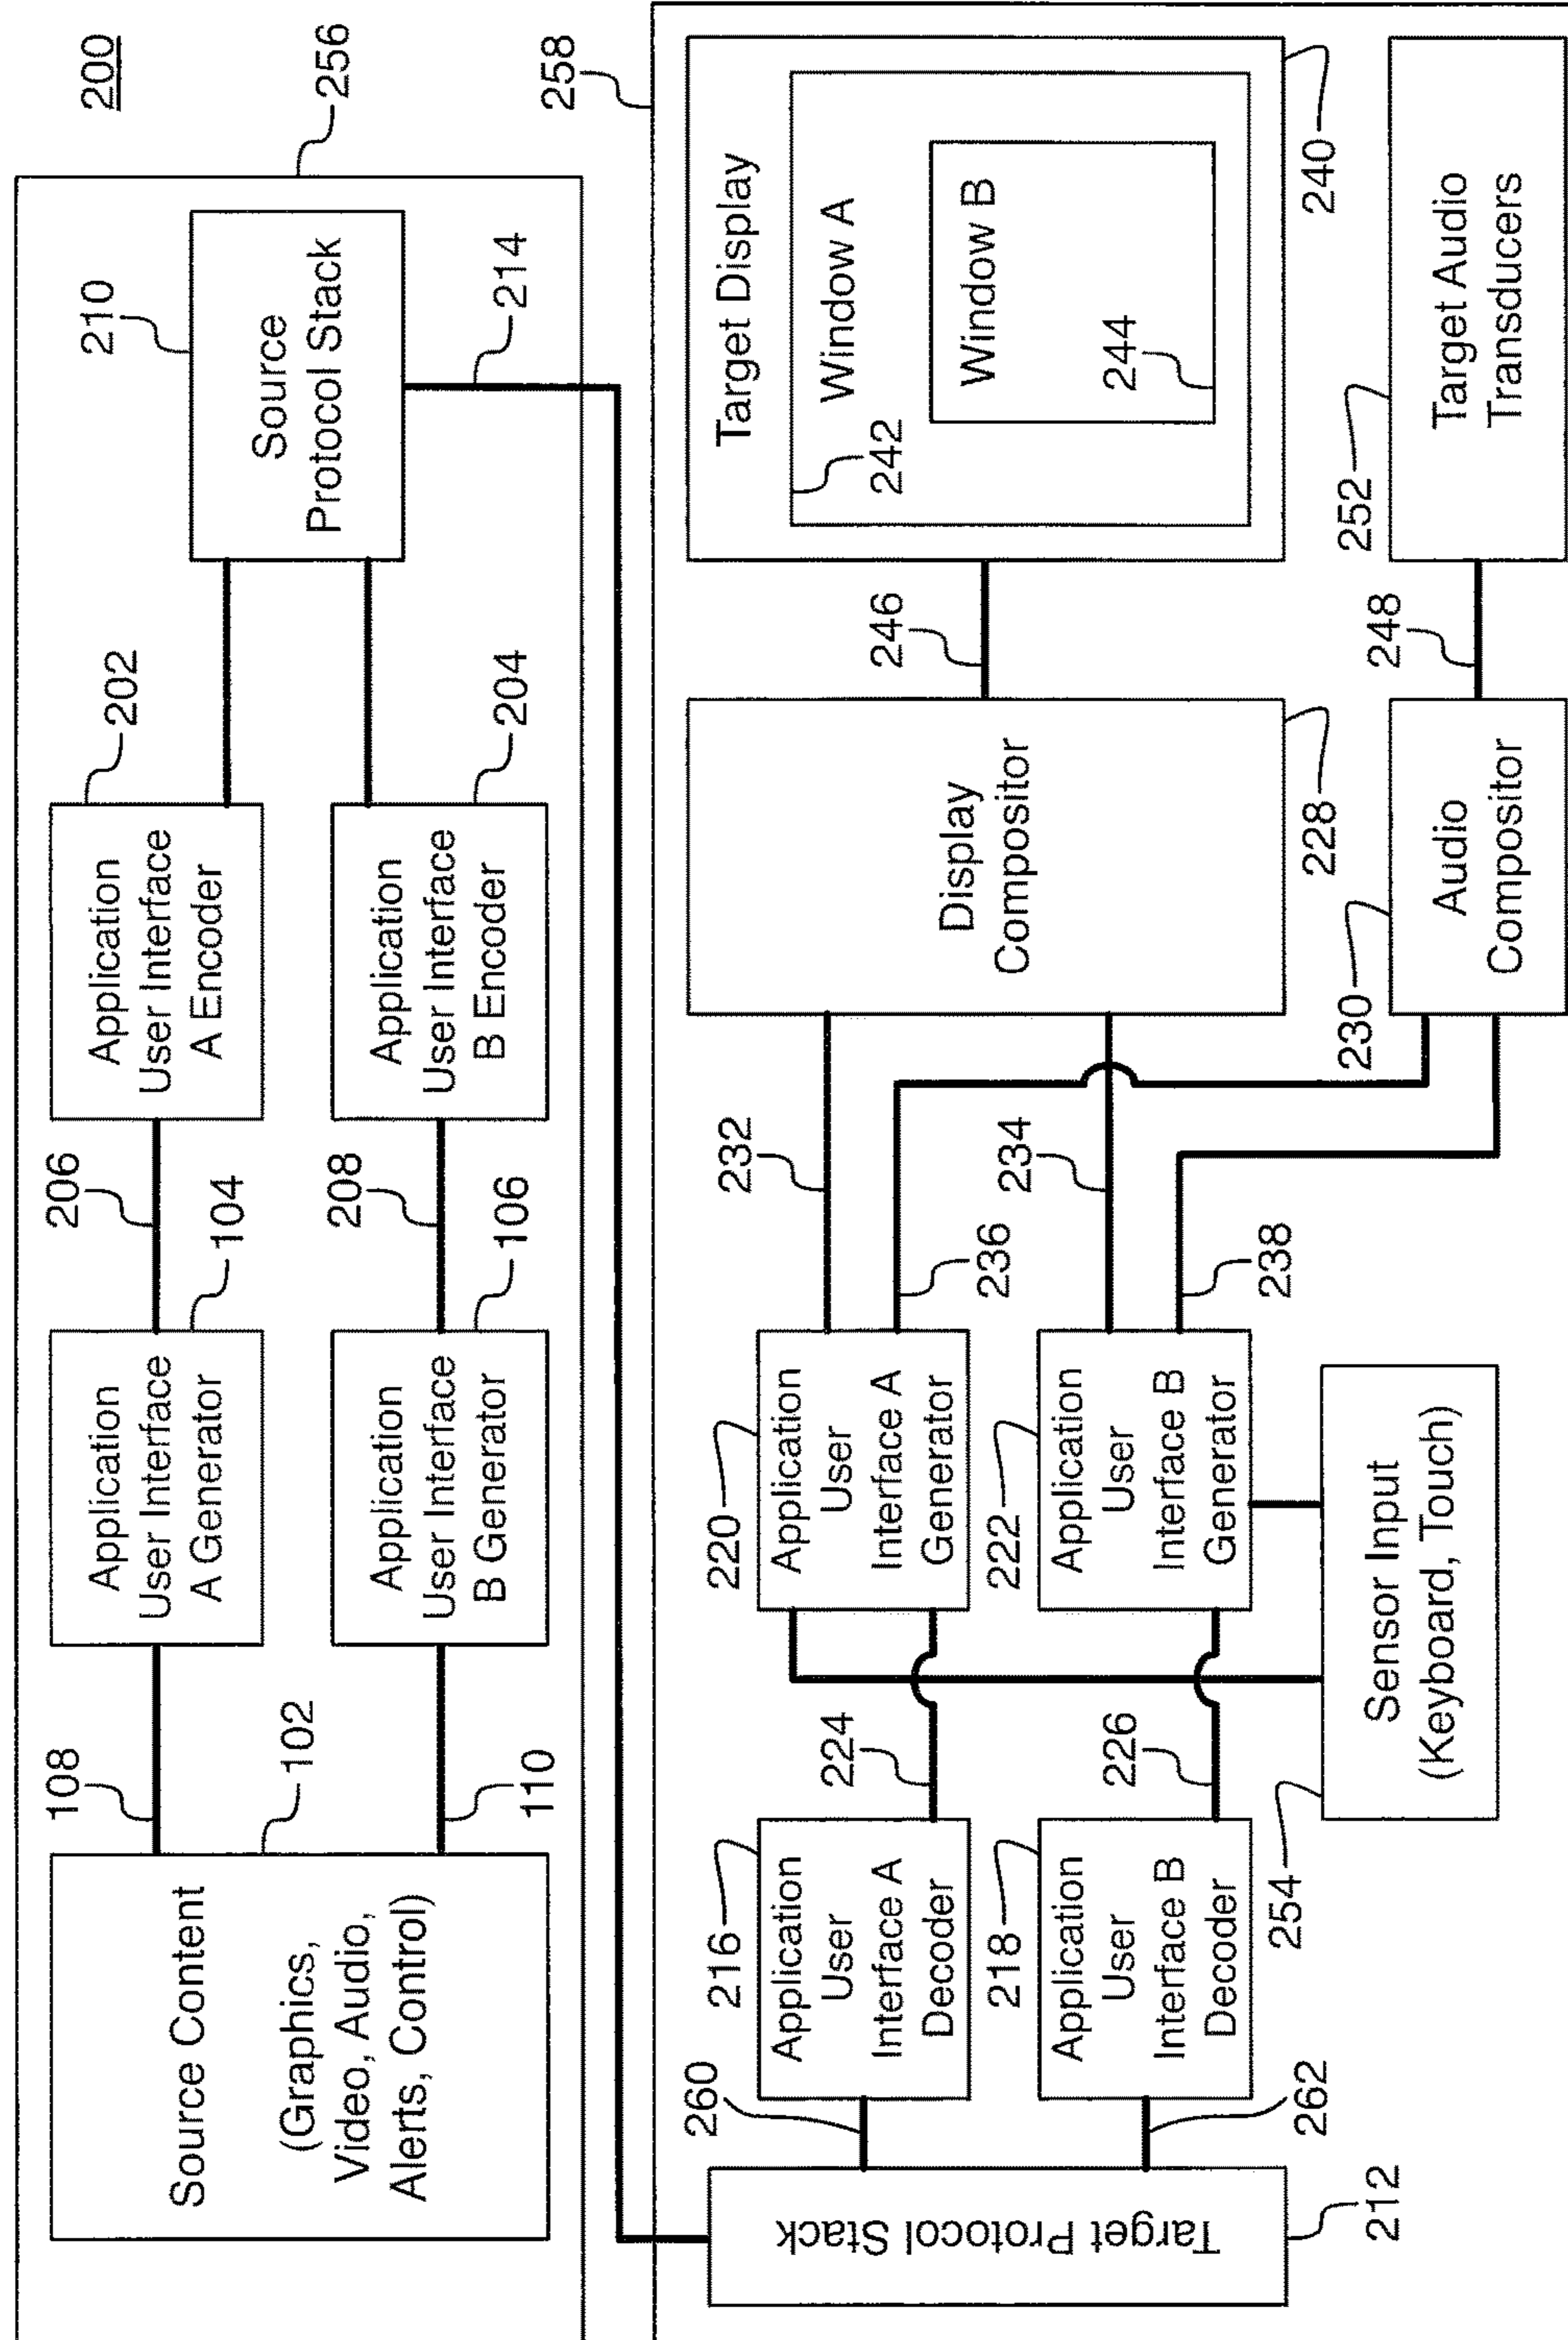 200
256
Source Content
(Graphics,
Video, Audio,
Alerts, Control)
108
102
110
Application
User Interface
A Generator
104
206
Application
User Interface
B Generator
106
208
Application
User Interface
A Encoder
202
Application
User Interface
B Encoder
204
Source
Protocol Stack
210
214
258
Target Protocol Stack
212
260
262
Application
User
Interface A
Decoder
216
Application
User
Interface B
Decoder
218
224
226
Application
User
Interface A
Generator
220
Application
User
Interface B
Generator
222
Sensor Input
(Keyboard, Touch)
254
232
236
234
238
Display
Compositor
228
Audio
Compositor
230
246
248
Target Display
Window A
242
Window B
244
240
Target Audio
Transducers
252